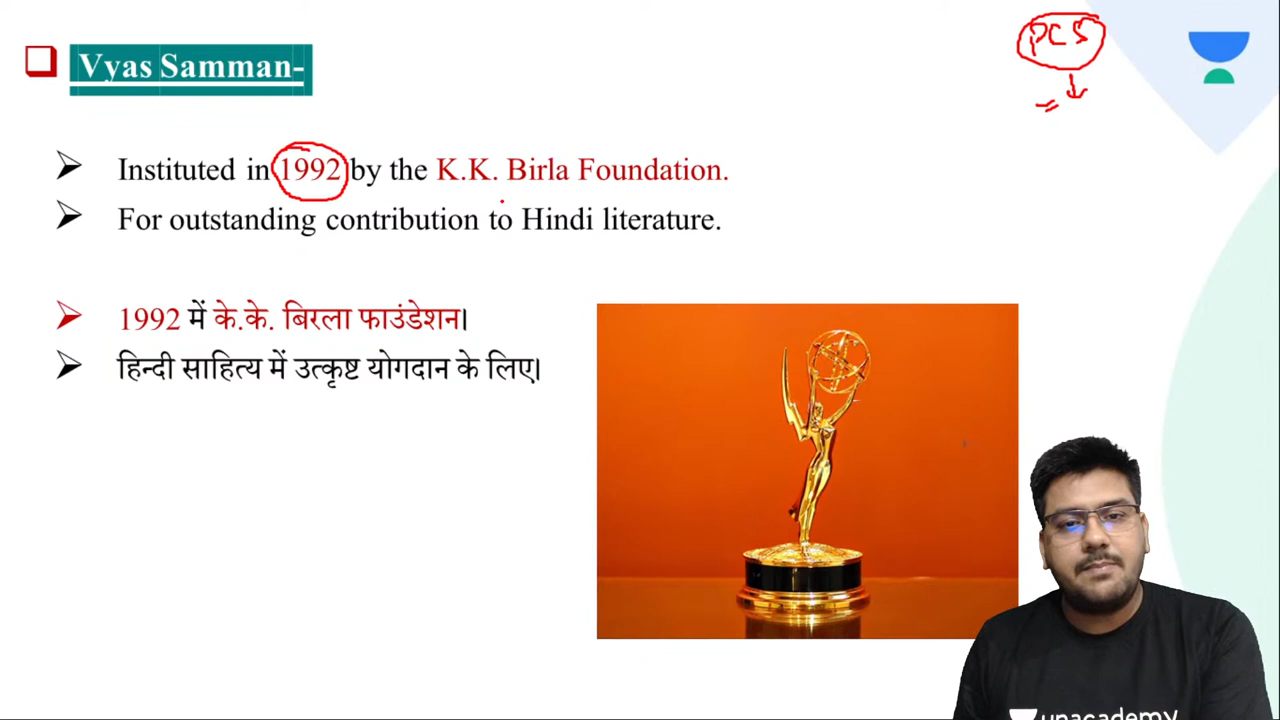 PCS
Vyas Samman-
Instituted in 1992 by the K.K. Birla Foundation.
For outstanding contribution to Hindi literature.
1992 में के.के. बिरला फाउंडेशन।
हिन्दी साहित्य में उत्कृष्ट योगदान के लिए।
unacademy